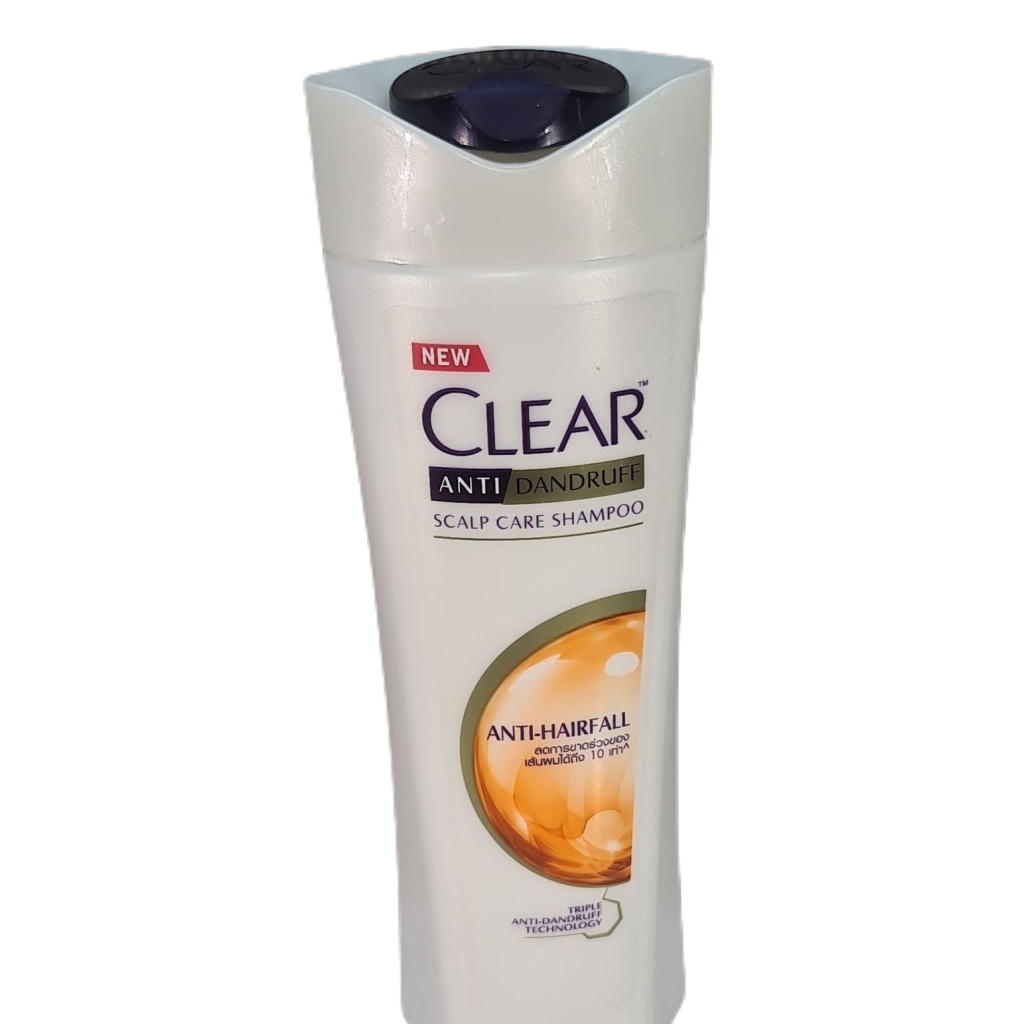 CLEAR
NEW
CLEAR™
ANTI DANDRUFF
SCALP CARE SHAMPOO
ANTI-HAIRFALL
ลดการขาดร่วงของ
เส้นผมได้ถึง 10 เท่า^
TRIPLE
ANTI-DANDRUFF
TECHNOLOGY